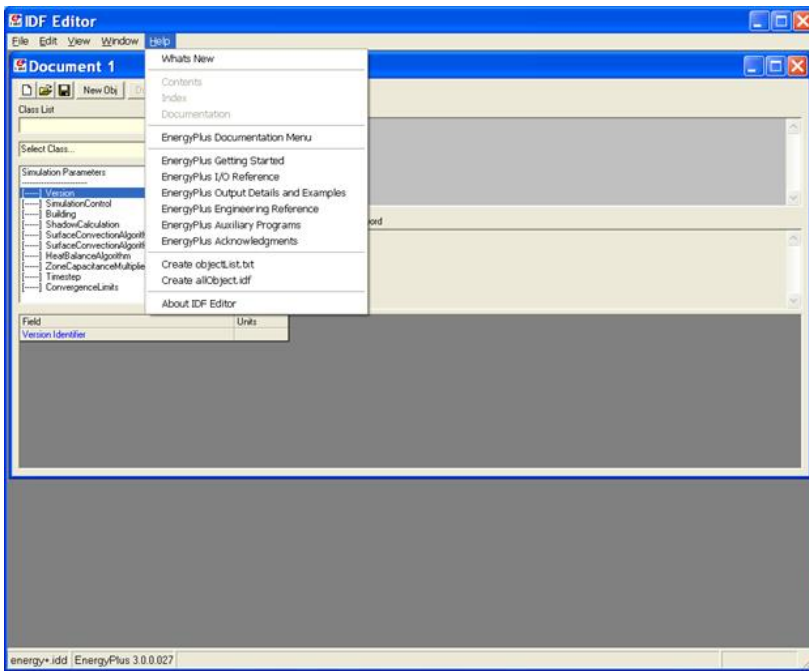 IDF Editor
File Edit View Window Help
Document 1
New Obj
Class List
Select Class...
Simulation Parameters
[-----] Version
[-----] SimulationControl
[-----] Building
[-----] ShadowCalculation
[-----] SurfaceConvectionAlgorith
[-----] SurfaceConvectionAlgorith
[-----] HeatBalanceAlgorithm
[-----] ZoneCapacitanceMultiplie
[-----] Timestep
[-----] ConvergenceLimits
Whats New
Contents
Index
Documentation
EnergyPlus Documentation Menu
EnergyPlus Getting Started
EnergyPlus I/O Reference
EnergyPlus Output Details and Examples
EnergyPlus Engineering Reference
EnergyPlus Auxiliary Programs
EnergyPlus Acknowledgments
Create objectList.txt
Create allObject.idf
About IDF Editor
Field Units
Version Identifier
energy+.idd EnergyPlus 3.0.0.027